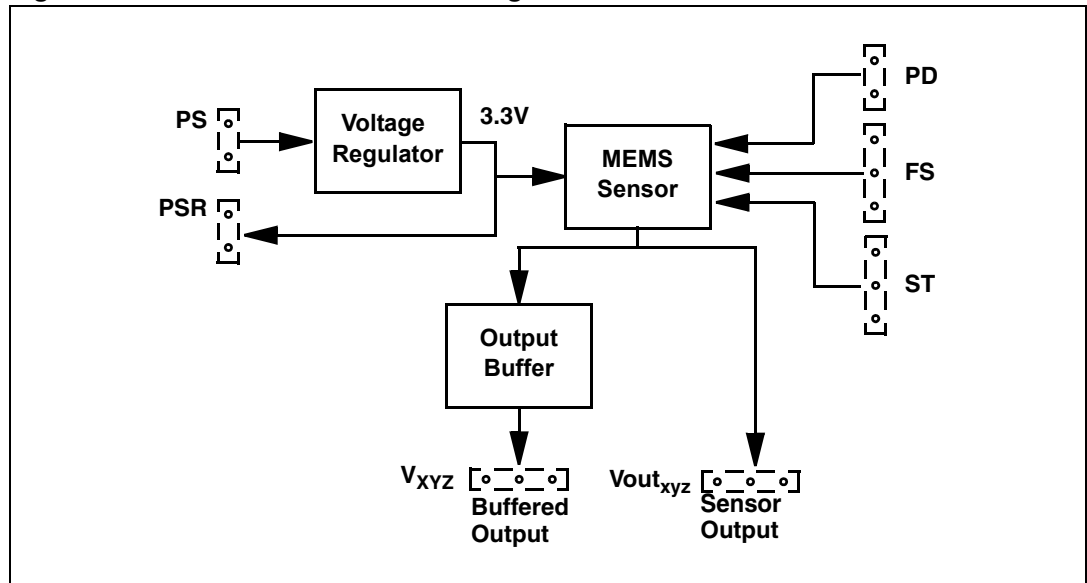 PS
Voltage
Regulator
3.3V
MEMS
Sensor
PD
FS
PSR
ST
Output
Buffer
VXYZ
Buffered
Output
Voutxyz
Sensor
Output